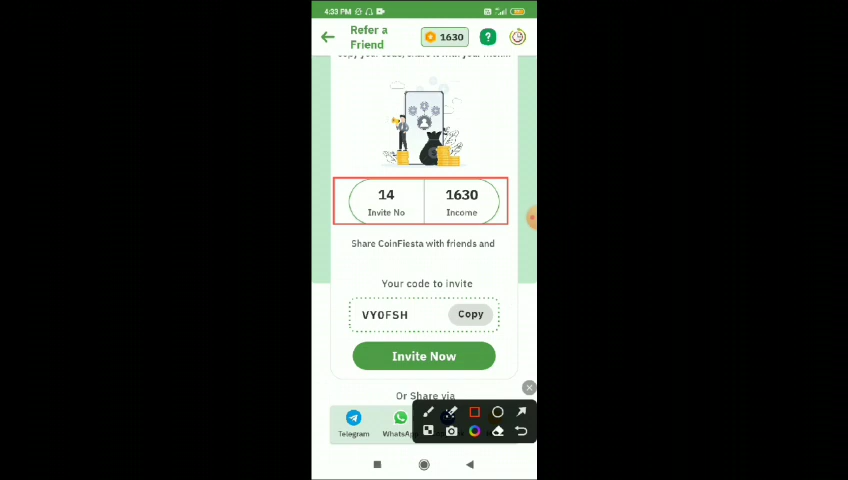 4:33 PM
Refer a
Friend
1630
?
14
1630
Invite No
Income
Share CoinFiesta with friends and
Your code to invite
VYOFSH
Copy
Invite Now
Or Share via
Telegram